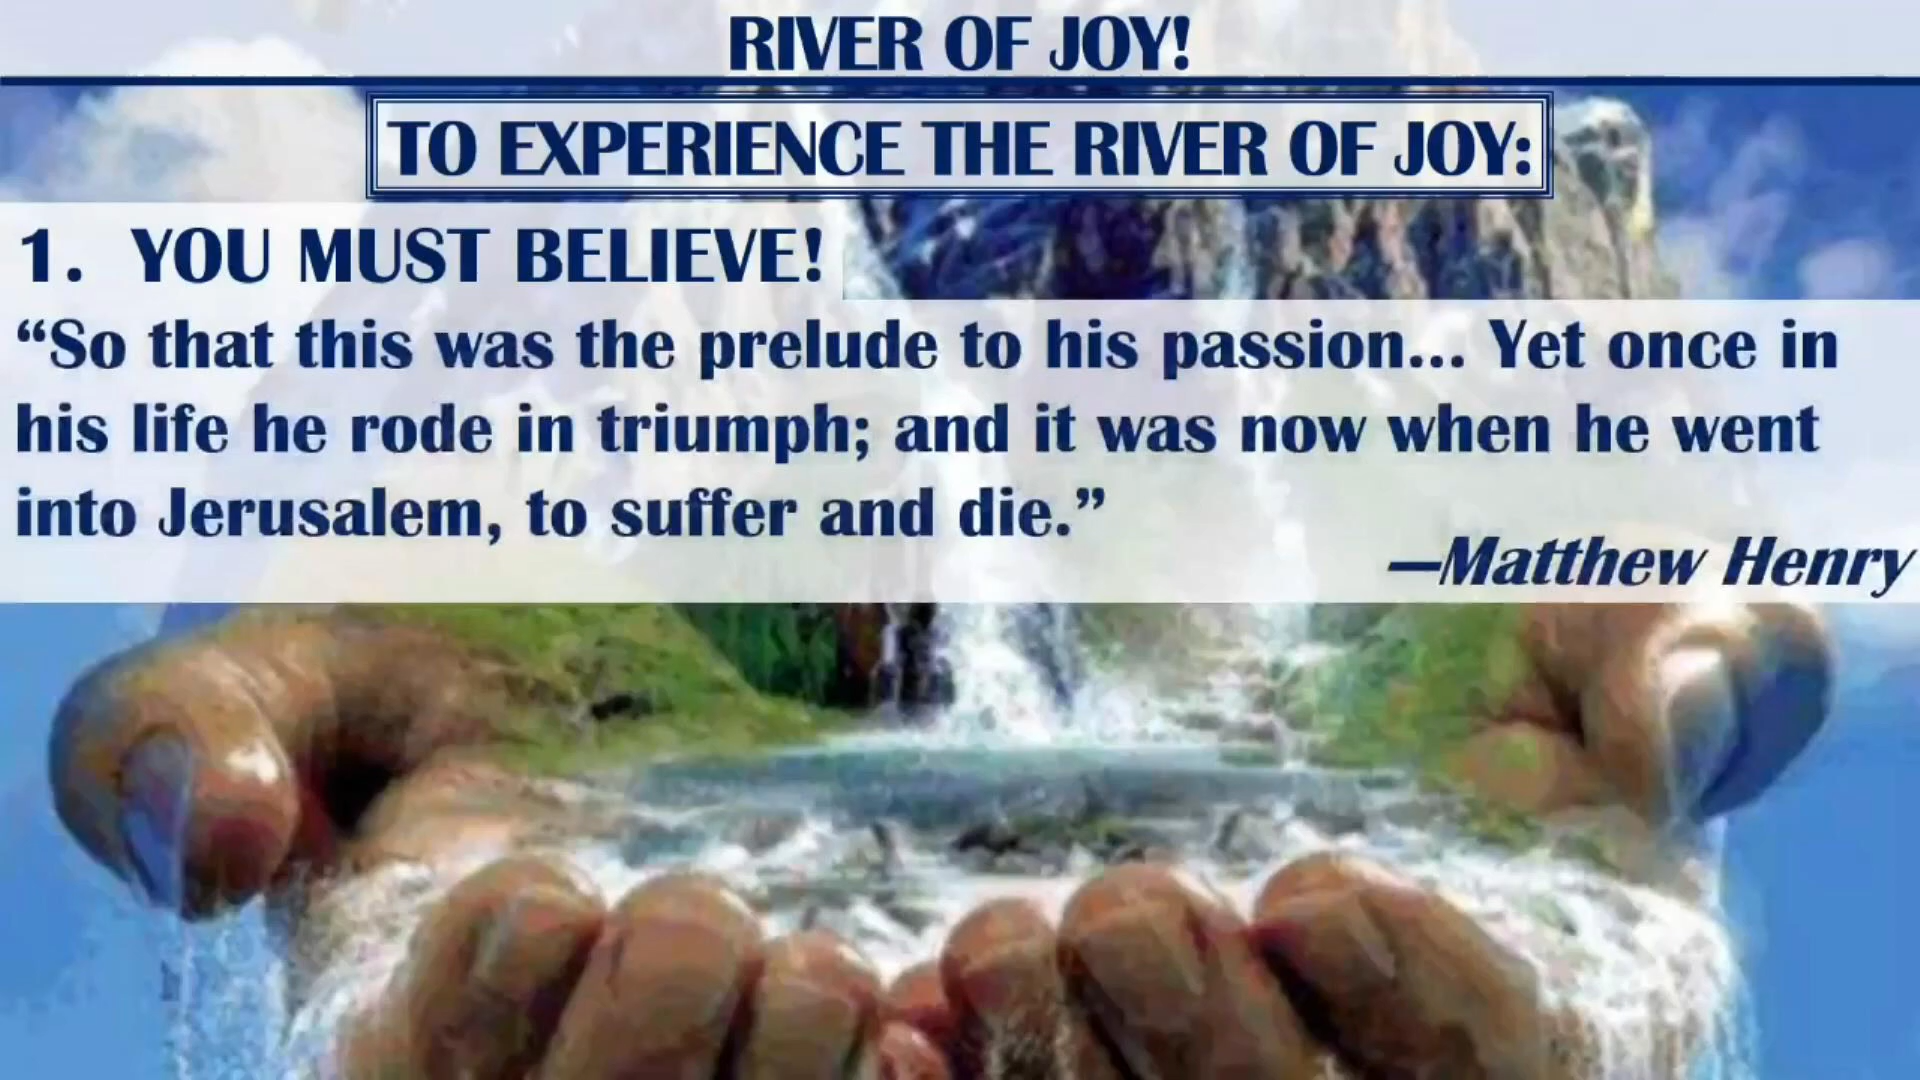 RIVER OF JOY!
TO EXPERIENCE THE RIVER OF JOY:
1. YOU MUST BELIEVE!
“So that this was the prelude to his passion... Yet once in
his life he rode in triumph; and it was now when he went
into Jerusalem, to suffer and die.”
—Matthew Henry